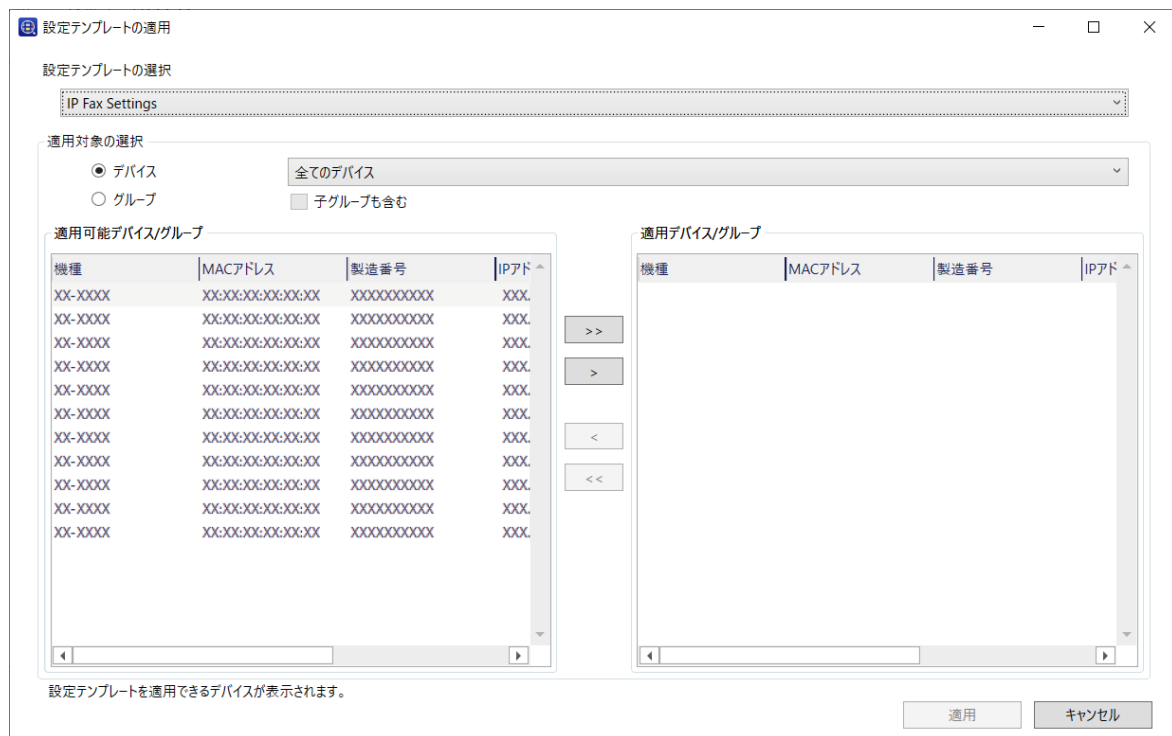 設定テンプレートの適用
設定テンプレートの選択
IP Fax Settings
適用対象の選択
デバイス
全てのデバイス
グループ
子グループも含む
適用可能デバイス/グループ
機種 MACアドレス 製造番号 IPアド
XX-XXXX XX:XX:XX:XX:XX:XX XXXXXXXXXX XXX.
XX-XXXX XX:XX:XX:XX:XX:XX XXXXXXXXXX XXX.
XX-XXXX XX:XX:XX:XX:XX:XX XXXXXXXXXX XXX.
XX-XXXX XX:XX:XX:XX:XX:XX XXXXXXXXXX XXX.
XX-XXXX XX:XX:XX:XX:XX:XX XXXXXXXXXX XXX.
XX-XXXX XX:XX:XX:XX:XX:XX XXXXXXXXXX XXX.
XX-XXXX XX:XX:XX:XX:XX:XX XXXXXXXXXX XXX.
XX-XXXX XX:XX:XX:XX:XX:XX XXXXXXXXXX XXX.
XX-XXXX XX:XX:XX:XX:XX:XX XXXXXXXXXX XXX.
XX-XXXX XX:XX:XX:XX:XX:XX XXXXXXXXXX XXX.
XX-XXXX XX:XX:XX:XX:XX:XX XXXXXXXXXX XXX.
>>
>
<
<<
適用デバイス/グループ
機種 MACアドレス 製造番号 IPアド
設定テンプレートを適用できるデバイスが表示されます。
適用
キャンセル